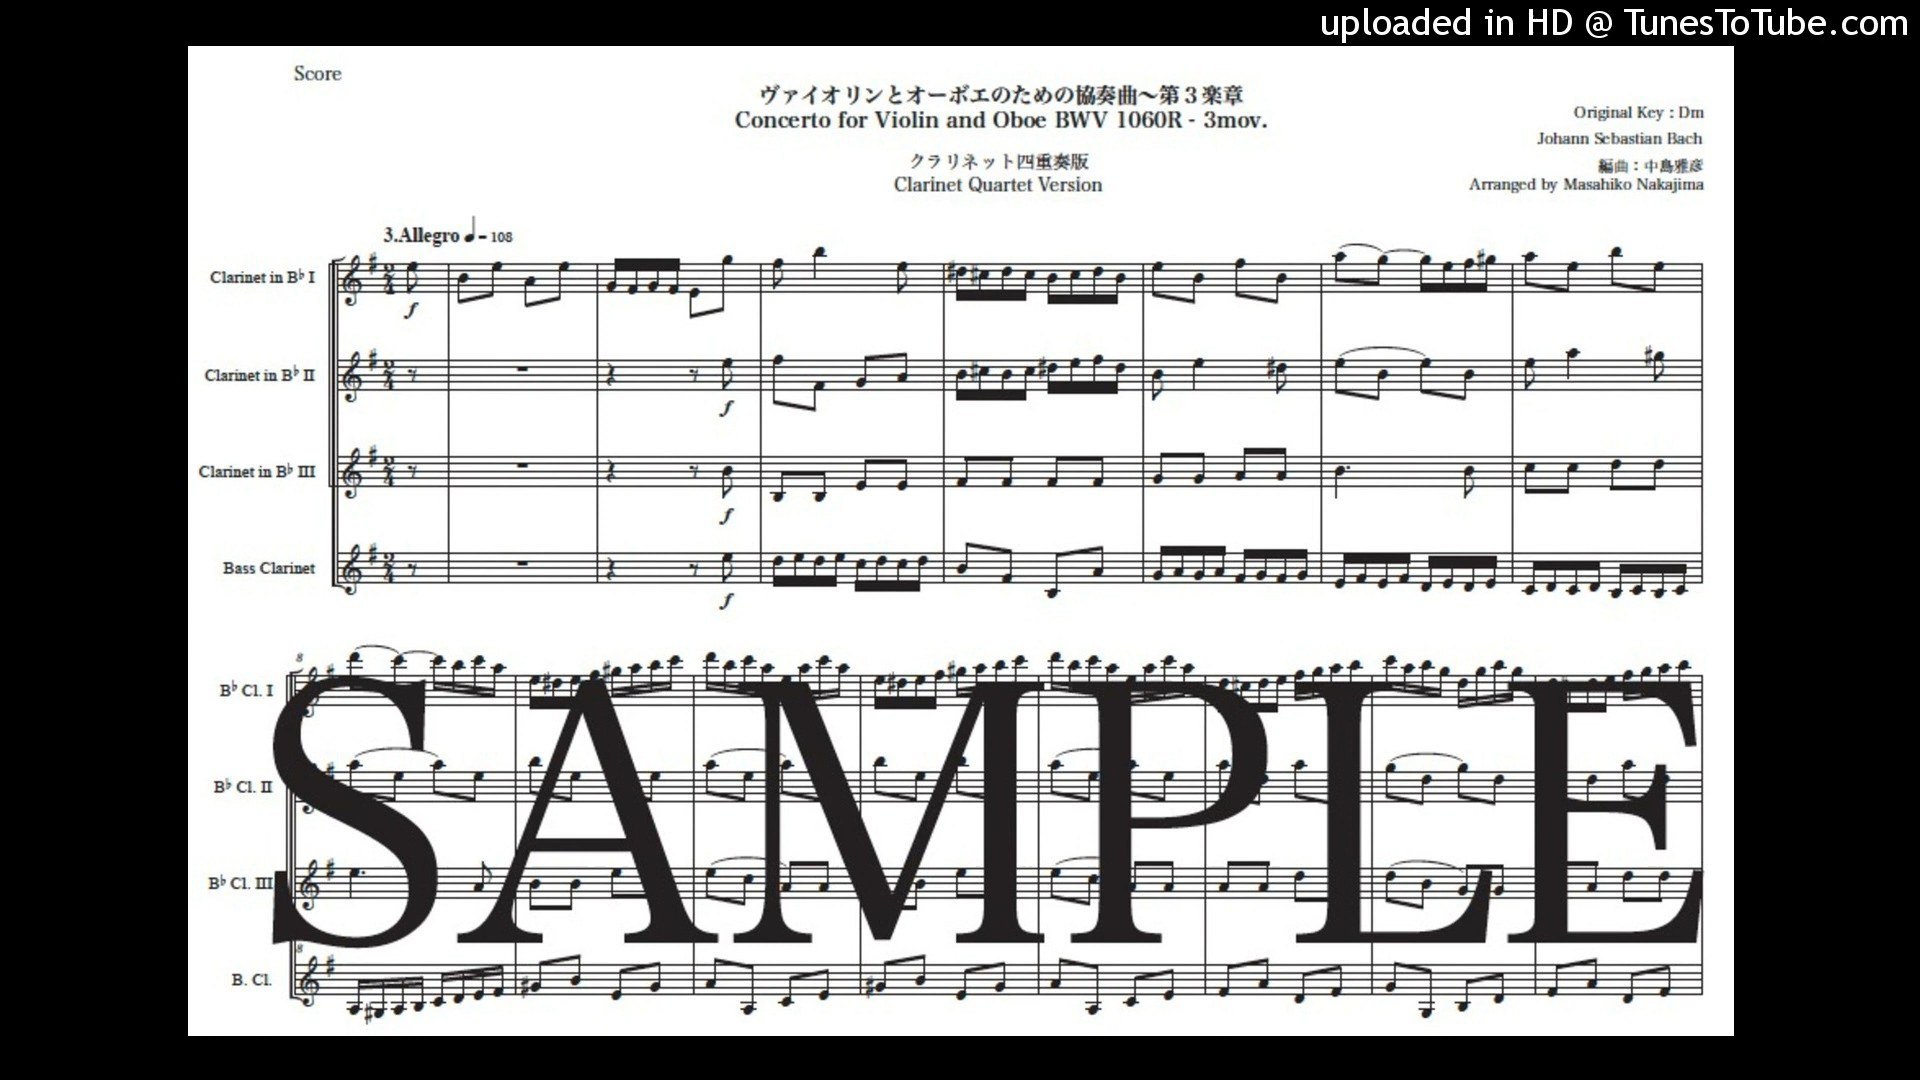 uploaded in HD @ TunesToTube.com
Score
ヴァイオリンとオーボエのための協奏曲～第３楽章
Concerto for Violin and Oboe BWV 1060R - 3mov.
クラリネット四重奏版
Clarinet Quartet Version
Original Key : Dm
Johann Sebastian Bach
編曲：中島雅彦
Arranged by Masahiko Nakajima
3.Allegro ♩= 108
Clarinet in B♭ I
f
Clarinet in B♭ II
f
Clarinet in B♭ III
f
Bass Clarinet
f
8
B♭ Cl. I
B♭ Cl. II
B♭ Cl. III
8
B. Cl.
SAMPLE